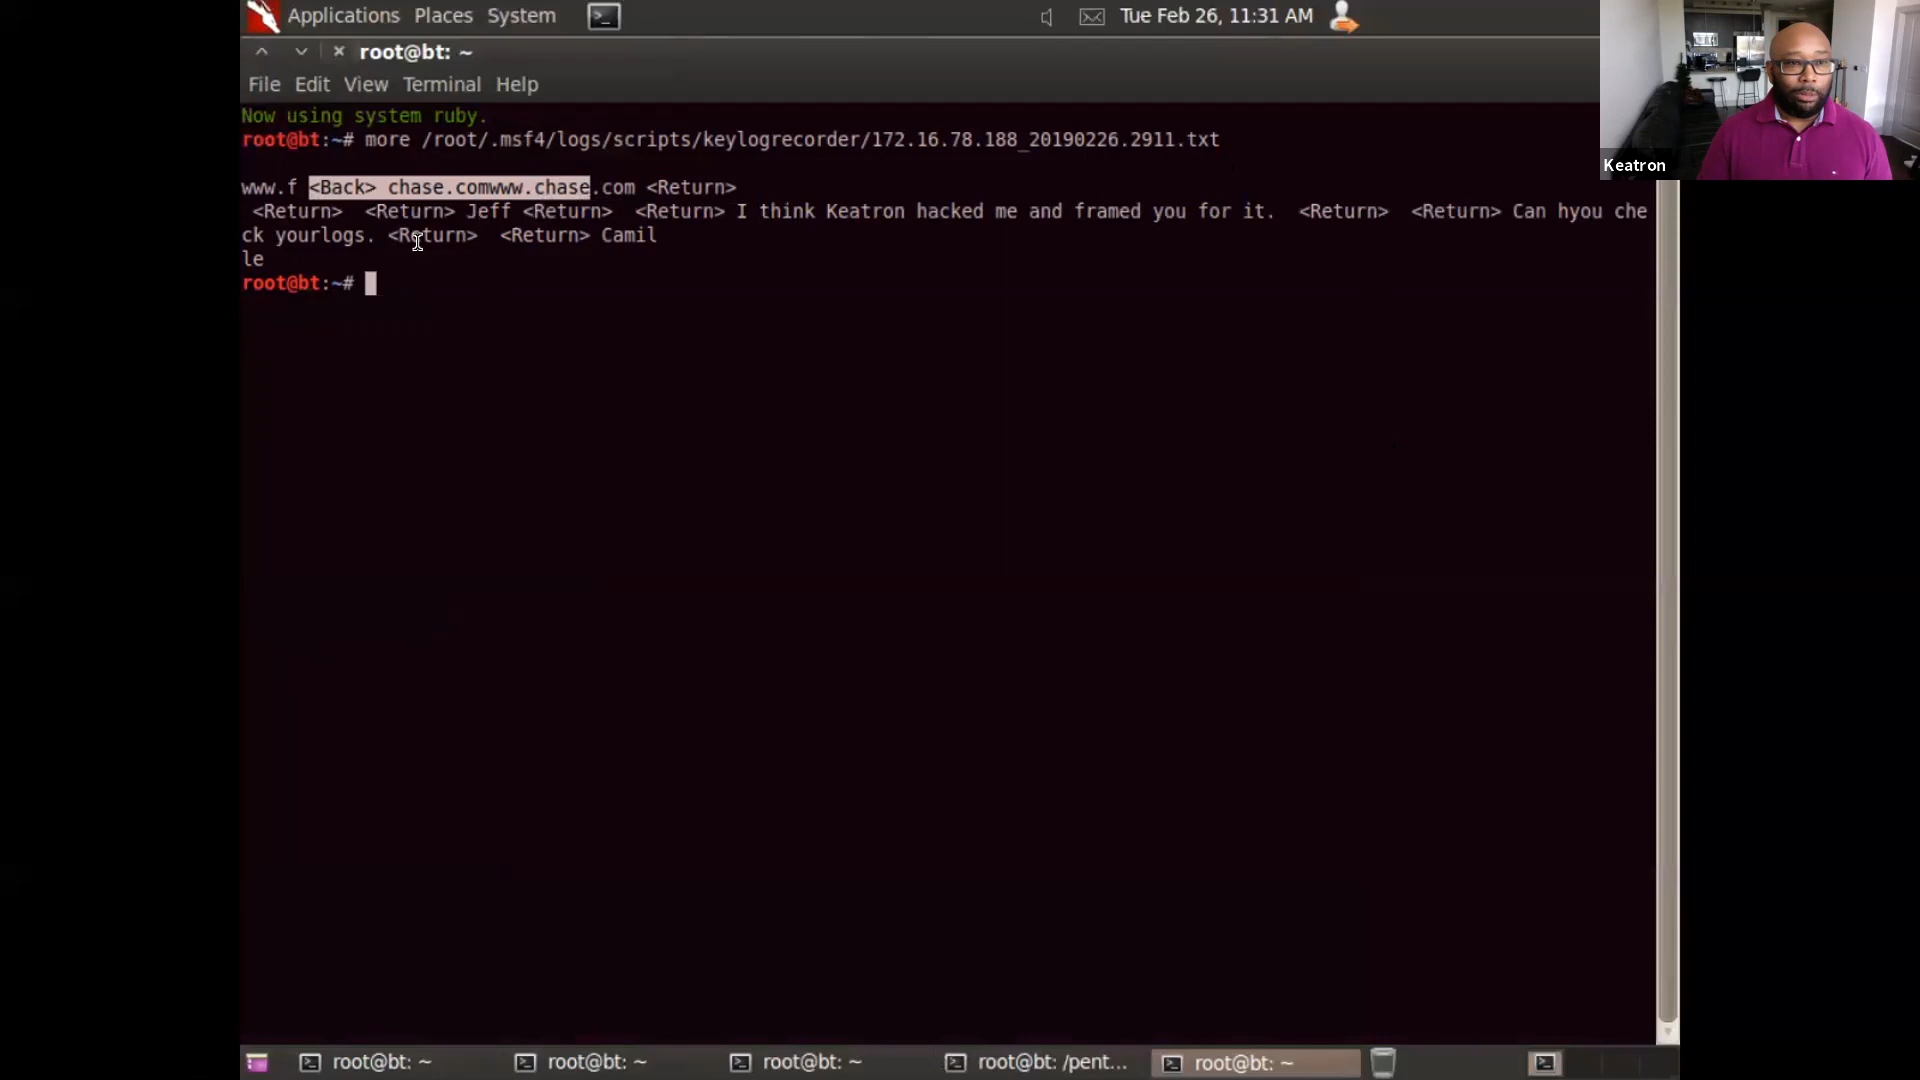 Applications Places System Tue Feb 26, 11:31 AM
root@bt: ~
File Edit View Terminal Help
Now using system ruby.
root@bt:~# more /root/.msf4/logs/scripts/keylogrecorder/172.16.78.188_20190226.2911.txt
www.f <Back> chase.comwww.chase.com <Return>
<Return> <Return> Jeff <Return> <Return> I think Keatron hacked me and framed you for it. <Return> <Return> Can hyou che
ck yourlogs. <Return> <Return> Camil
le
root@bt:~#
Keatron
root@bt: ~ root@bt: ~ root@bt: ~ root@bt: /pent... root@bt: ~